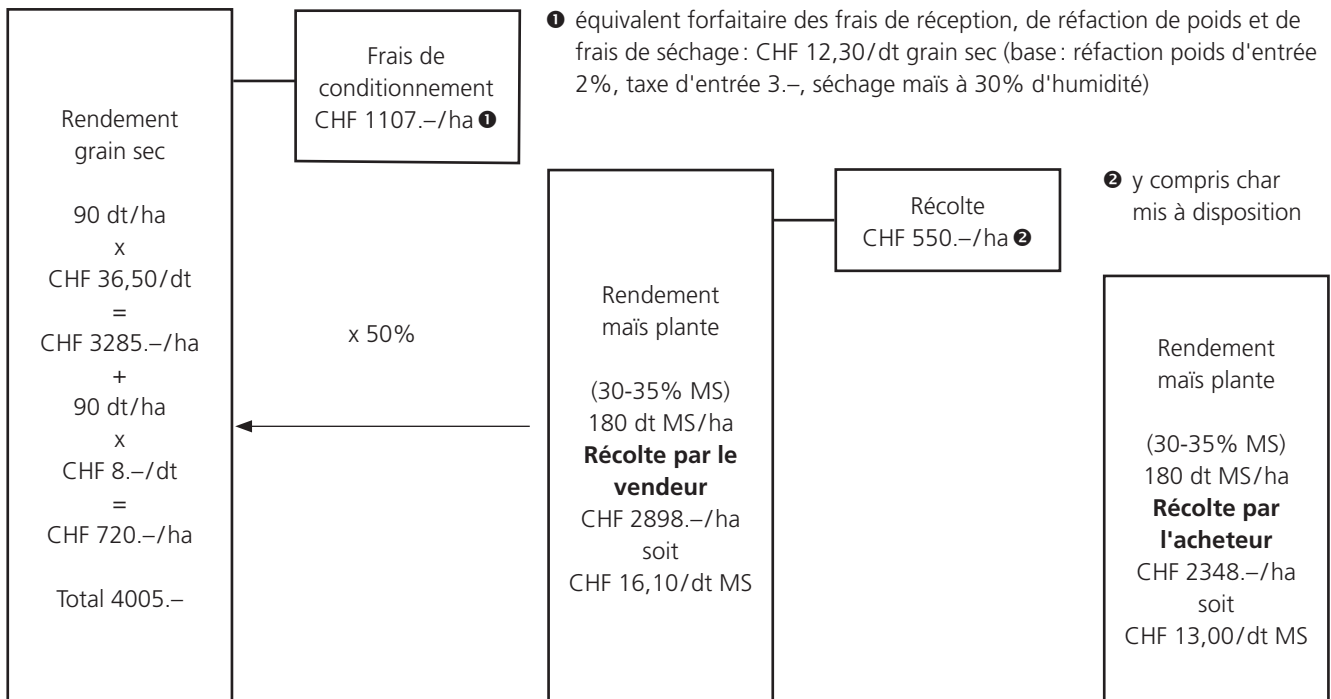 Rendement
grain sec
90 dt/ha
x
CHF 36,50/dt
=
CHF 3285.–/ha
+
90 dt/ha
x
CHF 8.–/dt
=
CHF 720.–/ha
Total 4005.–
Frais de
conditionnement
CHF 1107.–/ha ❶
❶ équivalent forfaitaire des frais de réception, de réfaction de poids et de
frais de séchage : CHF 12,30/dt grain sec (base : réfaction poids d'entrée
2%, taxe d'entrée 3.–, séchage maïs à 30% d'humidité)
x 50%
Rendement
maïs plante
(30-35% MS)
180 dt MS/ha
Récolte par le
vendeur
CHF 2898.–/ha
soit
CHF 16,10/dt MS
Récolte
CHF 550.–/ha ❷
❷ y compris char
mis à disposition
Rendement
maïs plante
(30-35% MS)
180 dt MS/ha
Récolte par
l'acheteur
CHF 2348.–/ha
soit
CHF 13,00/dt MS